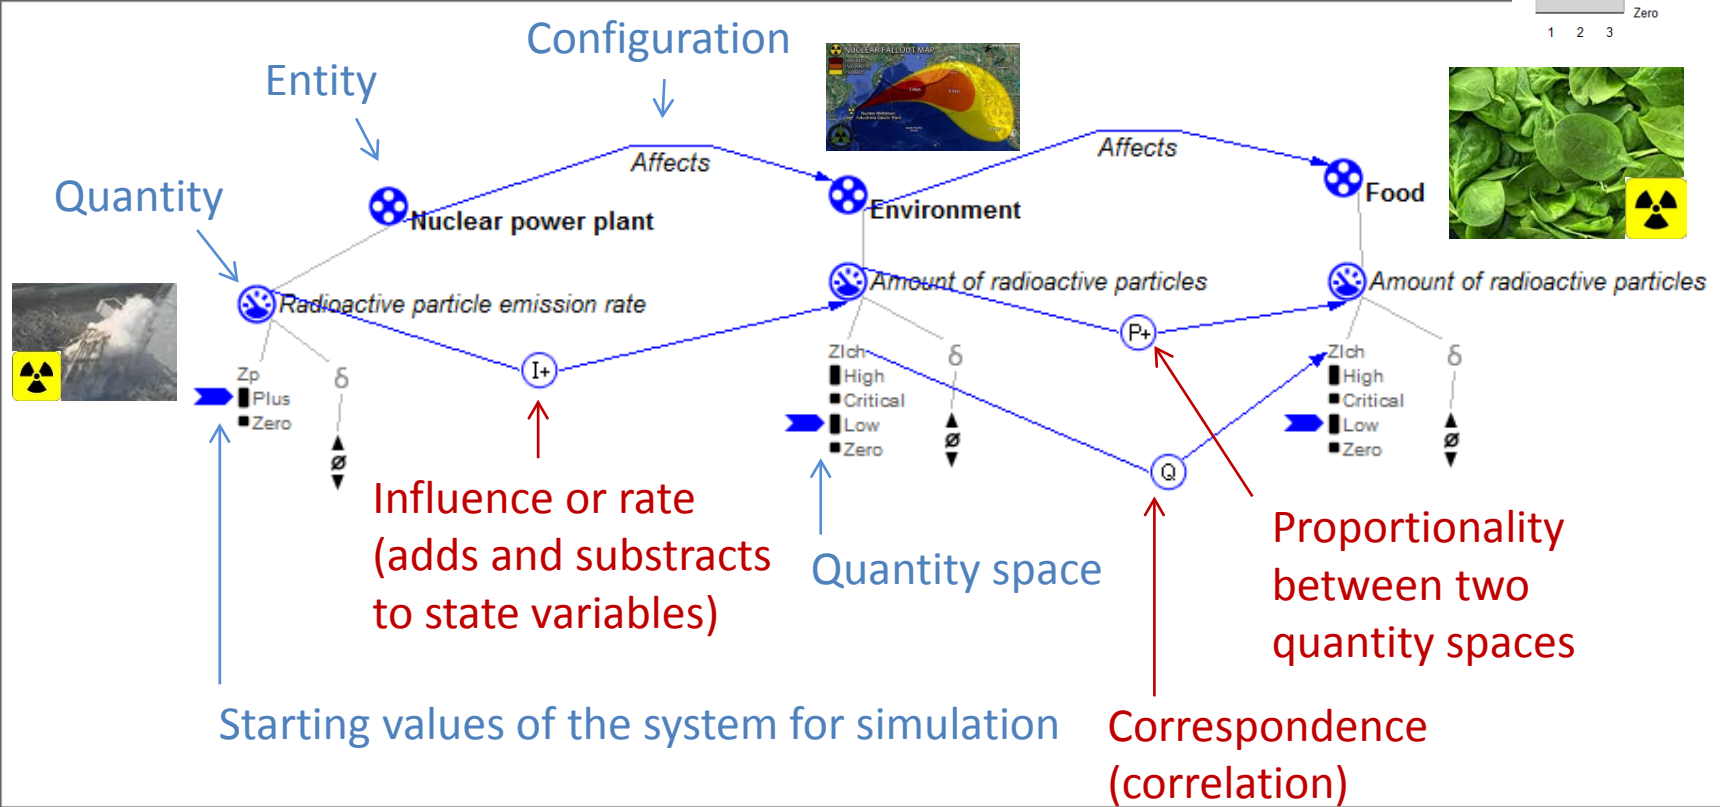 Zero
1 2 3
Configuration
Entity
NUCLEAR FALLOUT MAP
Affects
Affects
Quantity
Nuclear power plant
Environment
Food
Radioactive particle emission rate
Amount of radioactive particles
Amount of radioactive particles
I+
P+
Zp
Plus
Zero
δ
Zlch
High
Critical
Low
Zero
δ
Zlch
High
Critical
Low
Zero
δ
Q
Influence or rate
(adds and substracts
to state variables)
Quantity space
Proportionality
between two
quantity spaces
Starting values of the system for simulation
Correspondence
(correlation)